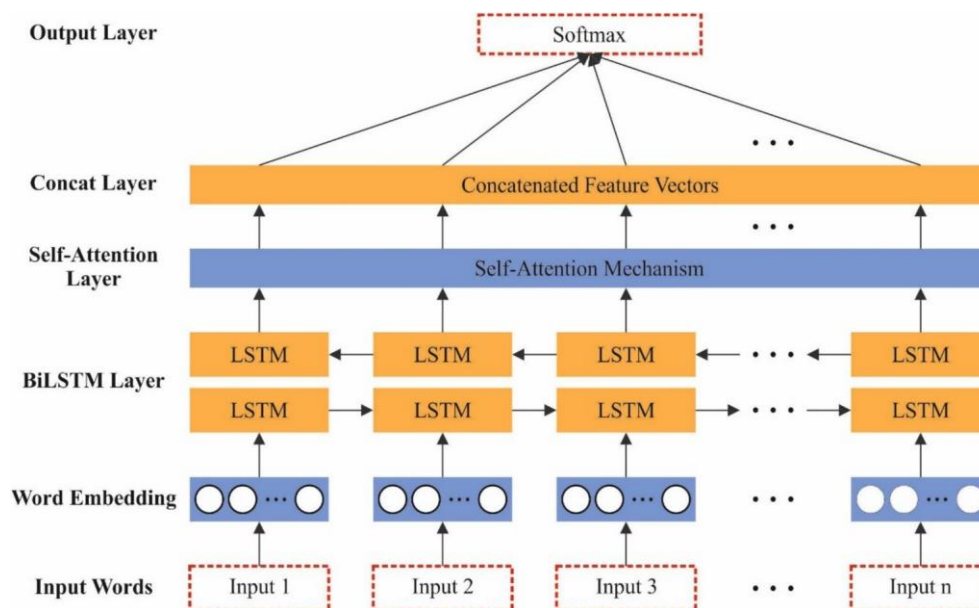 Output Layer
Softmax
• • •
Concat Layer
Concatenated Feature Vectors
• • •
Self-Attention
Layer
Self-Attention Mechanism
LSTM LSTM LSTM • • • LSTM
BiLSTM Layer
LSTM LSTM LSTM • • • LSTM
Word Embedding
••• ••• ••• • • • •••
Input Words
Input 1 Input 2 Input 3 • • • Input n